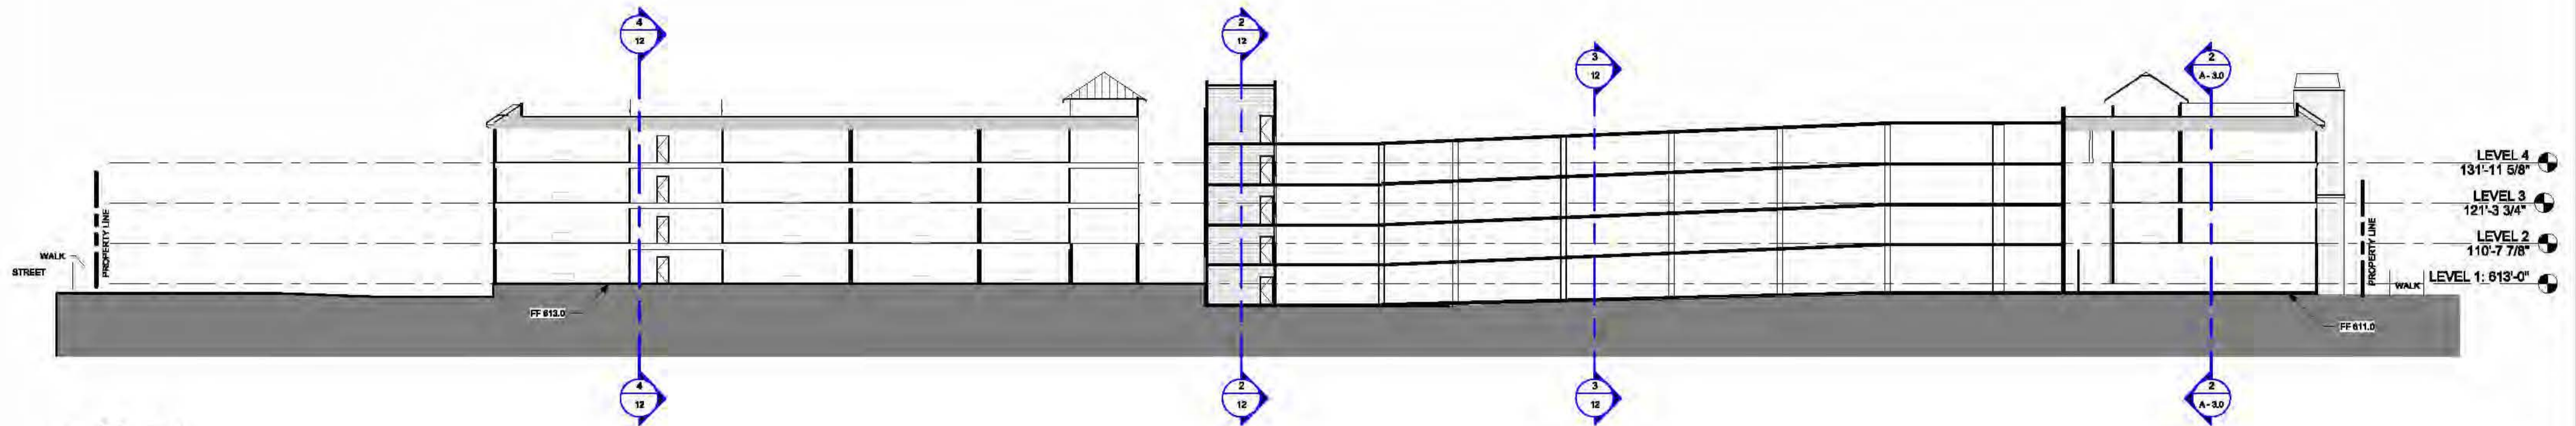 4
12
2
12
3
12
2
A - 3.0
LEVEL 4
131'-11 5/8"
LEVEL 3
121'-3 3/4"
LEVEL 2
110'-7 7/8"
LEVEL 1: 613'-0"
PROPERTY LINE
WALK
STREET
PROPERTY LINE
WALK
FF 613.0
FF 611.0
4
12
2
12
3
12
2
A - 3.0